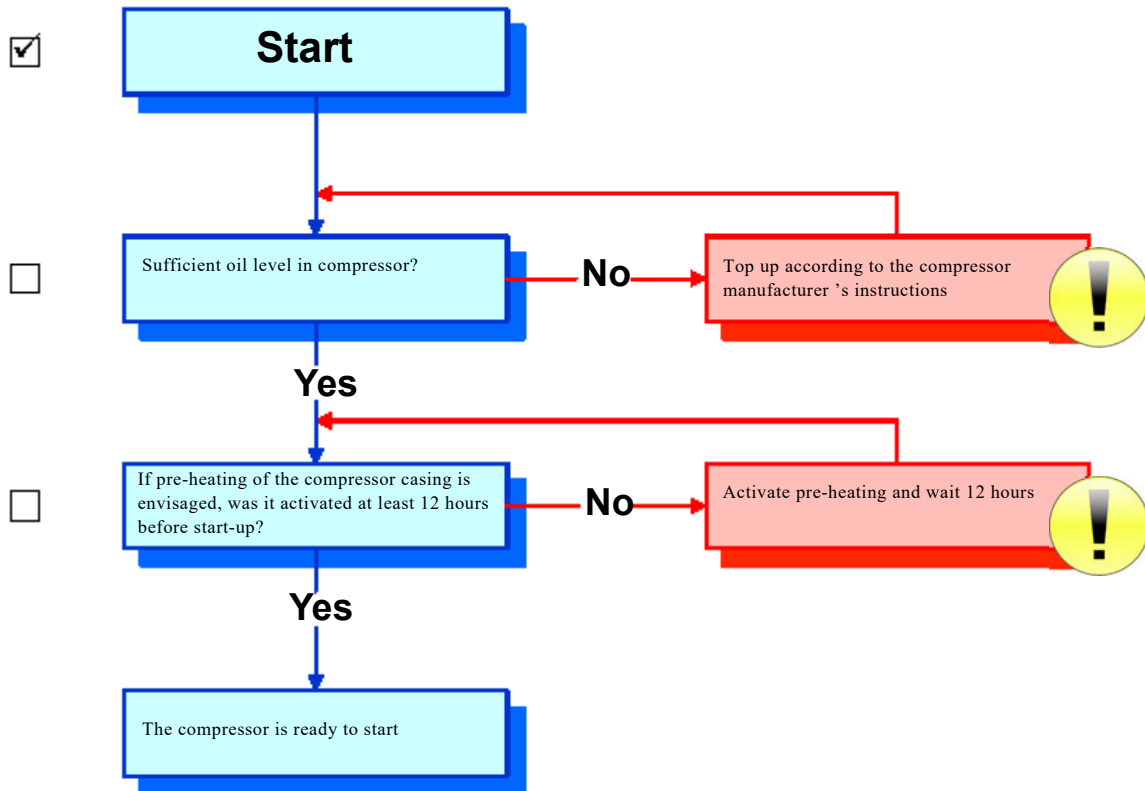 Start
Sufficient oil level in compressor?
No
Top up according to the compressor
manufacturer ’s instructions
Yes
If pre-heating of the compressor casing is
envisaged, was it activated at least 12 hours
before start-up?
No
Activate pre-heating and wait 12 hours
Yes
The compressor is ready to start